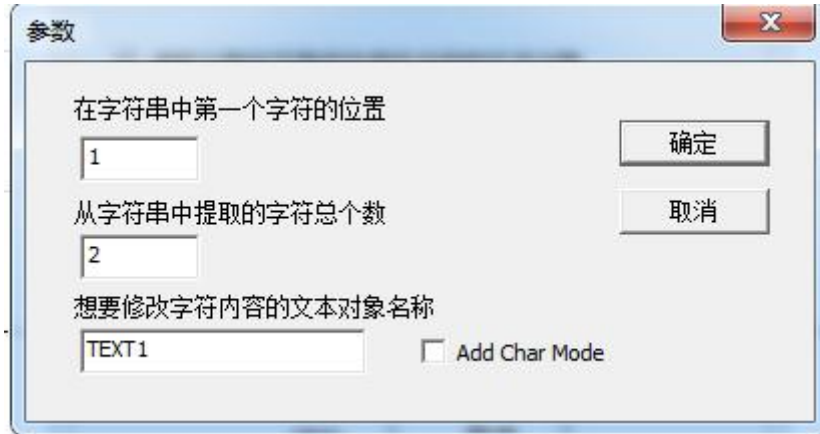 参数
在字符串中第一个字符的位置
1
确定
从字符串中提取的字符总个数
取消
2
想要修改字符内容的文本对象名称
TEXT1
Add Char Mode